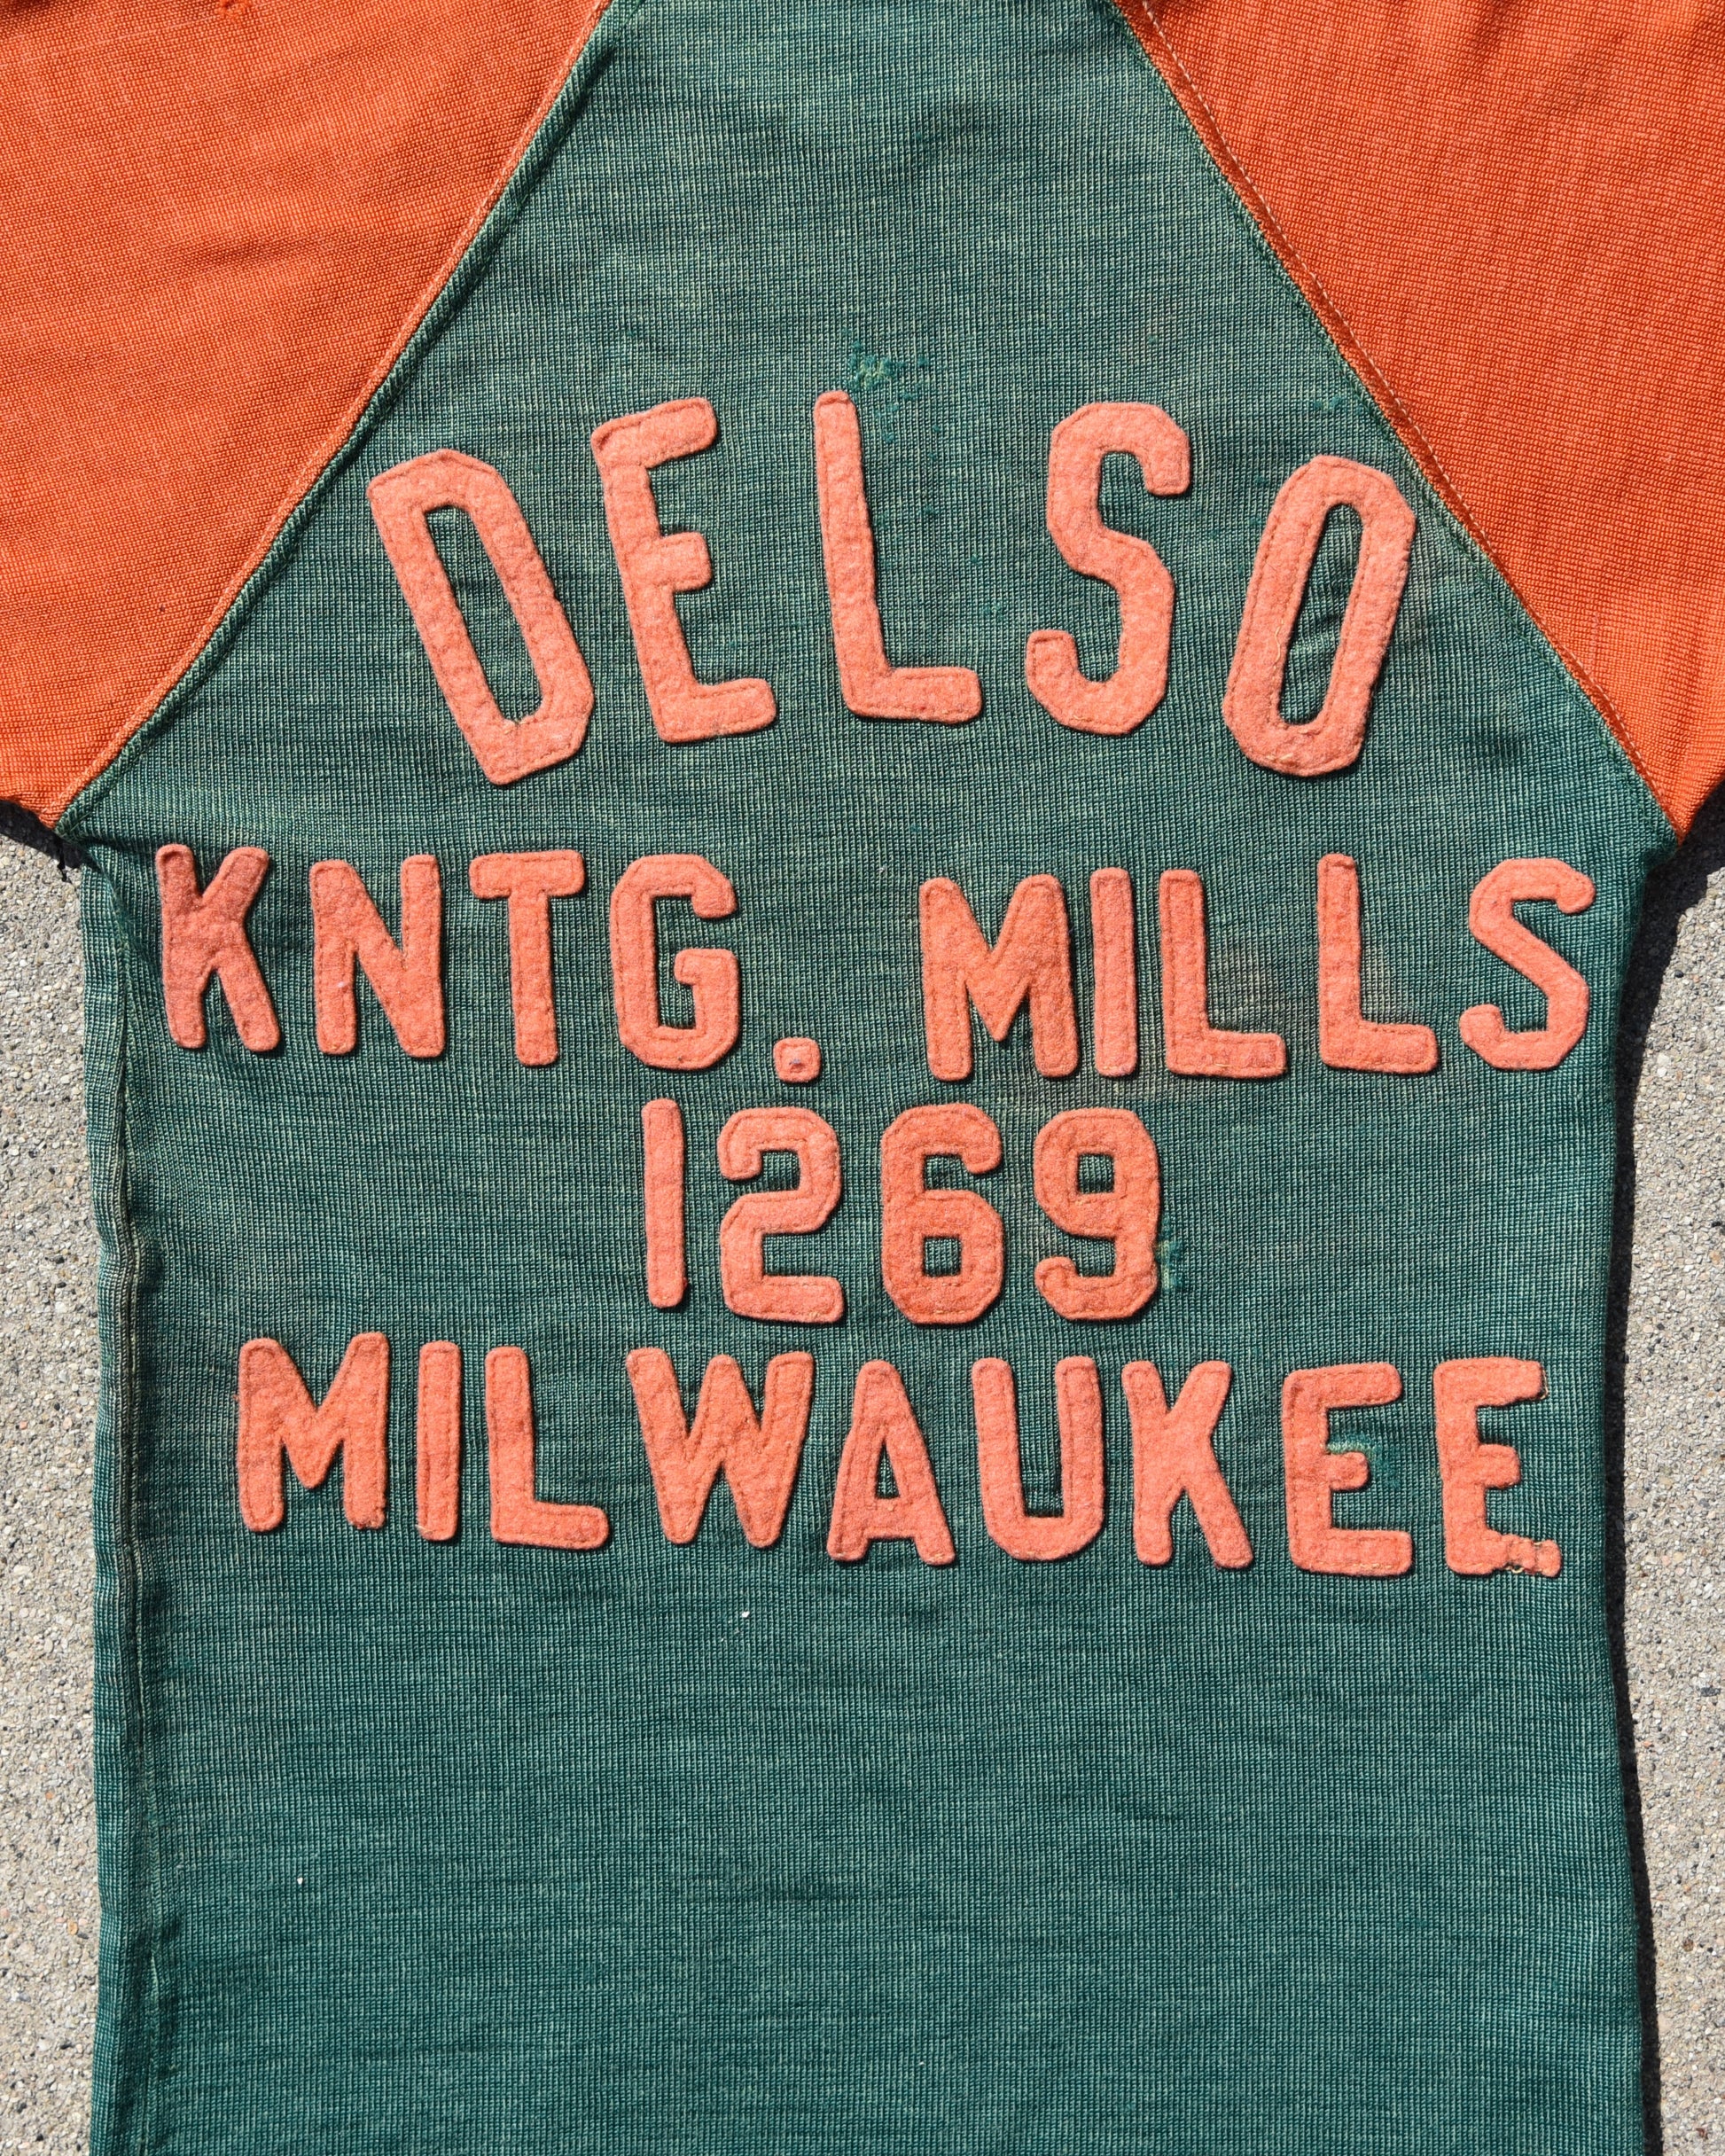 DELSO
KNTG. MILLS
1269
MILWAUKEE